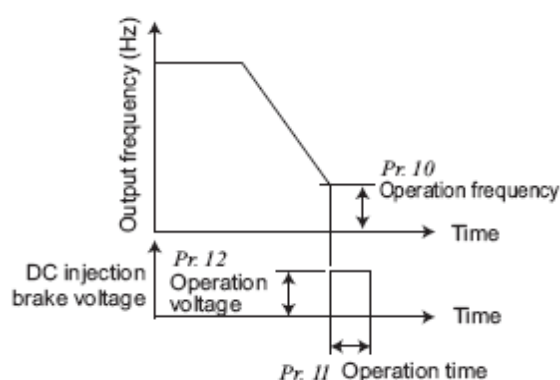 Output frequency (Hz)
Pr. 10
Operation frequency
Time
Pr. 12
DC injection
brake voltage
Operation
voltage
Time
Pr. 11 Operation time